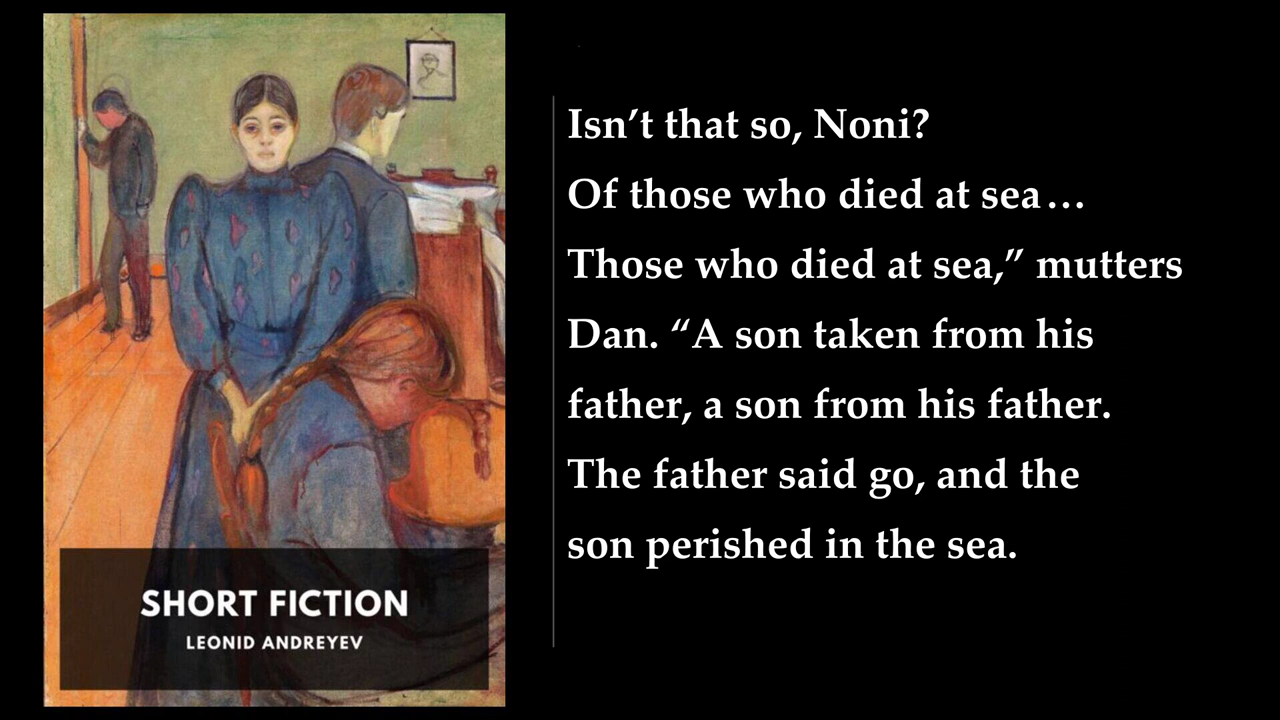 SHORT FICTION
LEONID ANDREYEV
Isn’t that so, Noni?
Of those who died at sea…
Those who died at sea,” mutters
Dan. “A son taken from his
father, a son from his father.
The father said go, and the
son perished in the sea.